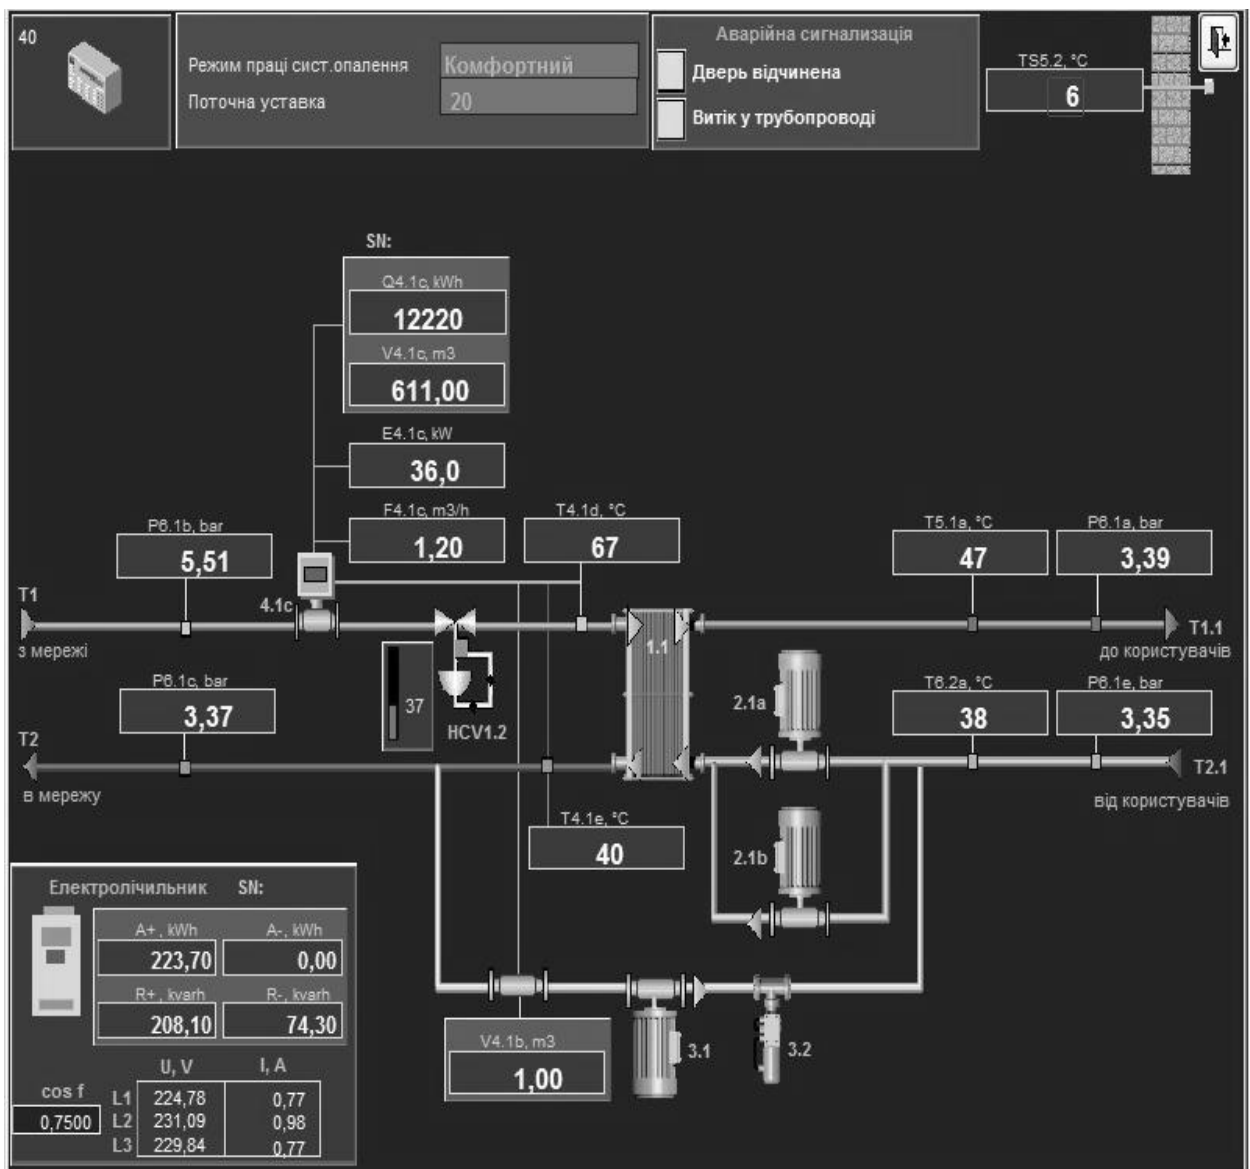 40
Режим праці сист.опалення
Комфортний
Поточна уставка
20
Аварійна сигнализація
Дверь відчинена
Витік у трубопроводі
TS5.2, °C
6
SN:
Q4.1c, kWh
12220
V4.1c, m3
611,00
E4.1c, kW
36,0
F4.1c, m3/h
1,20
T4.1d, °C
67
P6.1b, bar
5,51
T5.1a, °C
47
P6.1a, bar
3,39
T1
з мережі
4.1c
1.1
T1.1
до користувачів
P6.1c, bar
3,37
37
HCV1.2
2.1a
T6.2a, °C
38
P6.1e, bar
3,35
T2
в мережу
T2.1
від користувачів
T4.1e, °C
40
2.1b
V4.1b, m3
1,00
3.1
3.2
Електролічильник SN:
A+, kWh A-, kWh
223,70 0,00
R+, kvarh R-, kvarh
208,10 74,30
U, V I, A
cos f
0,7500
L1 224,78 0,77
L2 231,09 0,98
L3 229,84 0,77